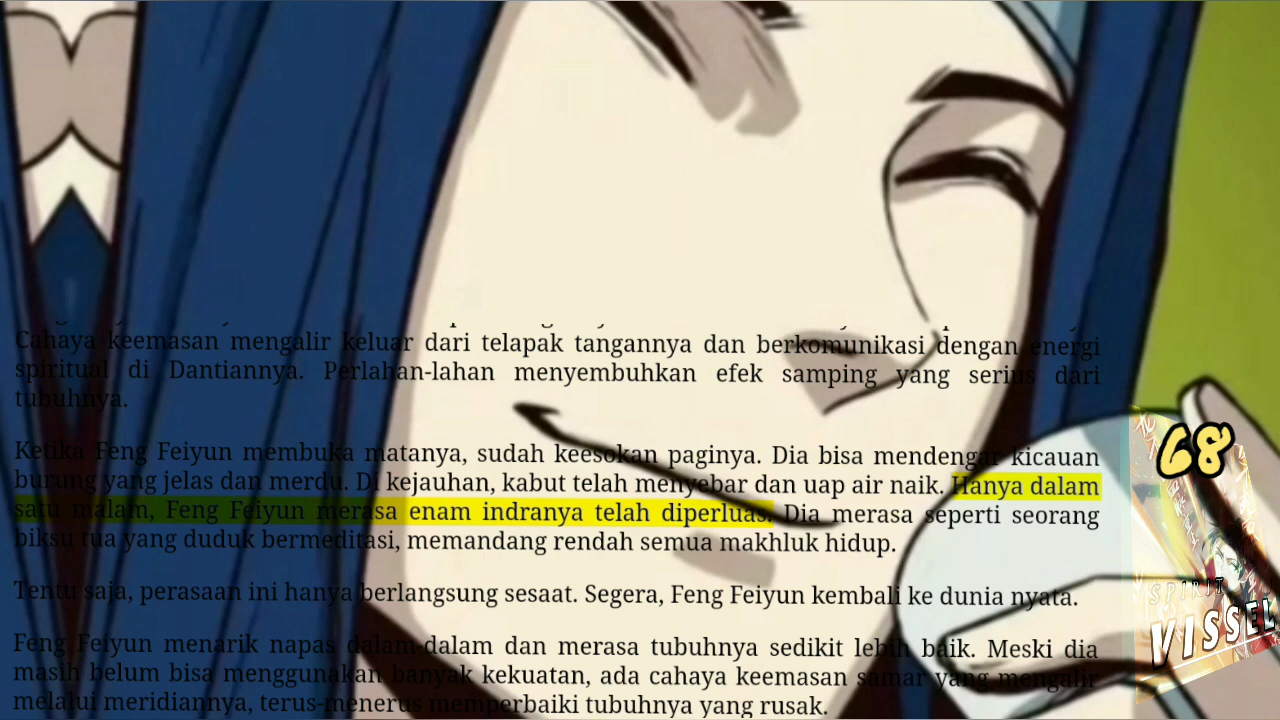 Cahaya keemasan mengalir keluar dari telapak tangannya dan berkomunikasi dengan energi
spiritual di Dantiannya. Perlahan-lahan menyembuhkan efek samping yang serius dari
tubuhnya.
Ketika Feng Feiyun membuka matanya, sudah keesokan paginya. Dia bisa mendengar kicauan
burung yang jelas dan merdu. Di kejauhan, kabut telah menyebar dan uap air naik. Hanya dalam
satu malam, Feng Feiyun merasa enam indranya telah diperluas. Dia merasa seperti seorang
biksu tua yang duduk bermeditasi, memandang rendah semua makhluk hidup.
Tentu saja, perasaan ini hanya berlangsung sesaat. Segera, Feng Feiyun kembali ke dunia nyata.
Feng Feiyun menarik napas dalam-dalam dan merasa tubuhnya sedikit lebih baik. Meski dia
masih belum bisa menggunakan banyak kekuatan, ada cahaya keemasan samar yang mengalir
melalui meridiannya, terus-menerus memperbaiki tubuhnya yang rusak.
68
SPIRIT
VISSEL